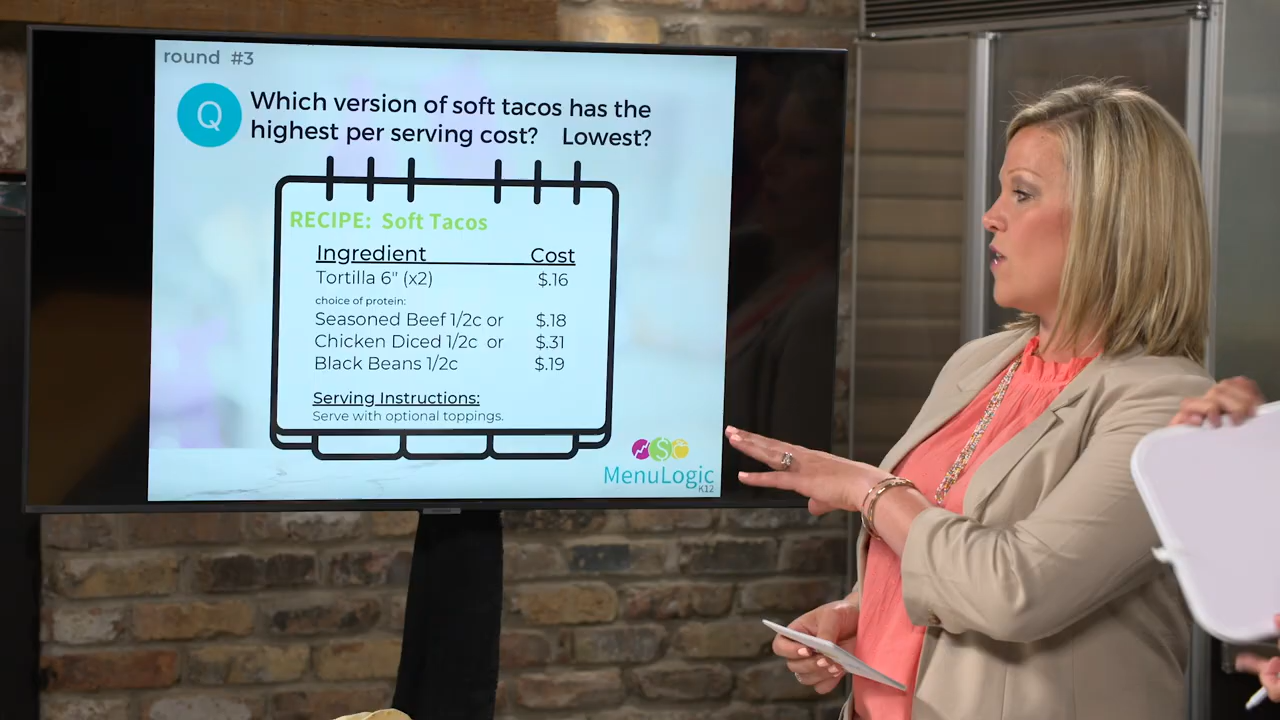 round #3
Q
Which version of soft tacos has the
highest per serving cost? Lowest?
RECIPE: Soft Tacos
Ingredient Cost
Tortilla 6" (x2) $.16
choice of protein:
Seasoned Beef 1/2c or $.18
Chicken Diced 1/2c or $.31
Black Beans 1/2c $.19
Serving Instructions:
Serve with optional toppings.
MenuLogic
K12